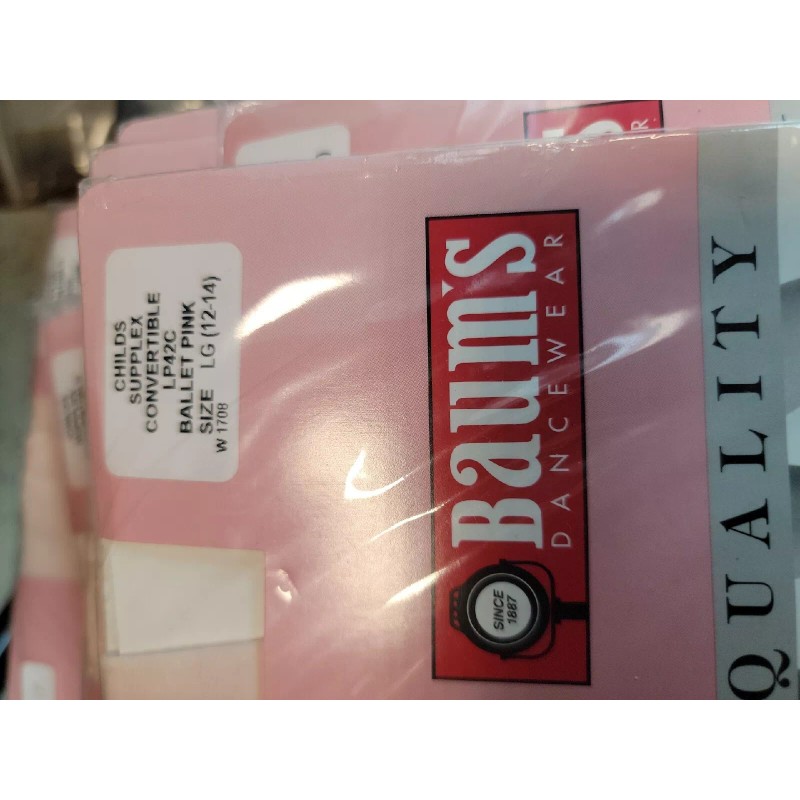 CHILDS
SUPPLEX
CONVERTIBLE
LP42C
BALLET PINK
SIZE LG (12-14)
W 1708
Baum's
DANCEWEAR
SINCE
1887
QUALITY